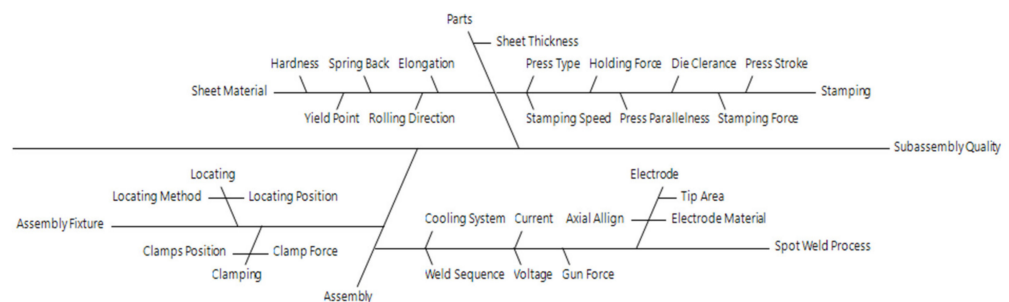 Parts
Sheet Thickness
Hardness Spring Back Elongation Press Type Holding Force Die Clerance Press Stroke
Sheet Material Stamping
Yield Point Rolling Direction Stamping Speed Press Parallelness Stamping Force
Subassembly Quality
Locating Electrode
Locating Method Locating Position Tip Area
Cooling System Current Axial Allign Electrode Material
Assembly Fixture
Clamps Position Clamp Force Spot Weld Process
Clamping Weld Sequence Voltage Gun Force
Assembly